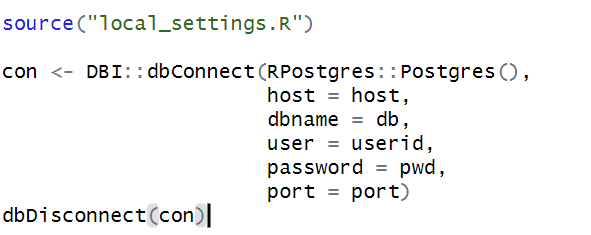 source("local_settings.R")
con <- DBI::dbConnect(RPostgres::Postgres(),
host = host,
dbname = db,
user = userid,
password = pwd,
port = port)
dbDisconnect(con)